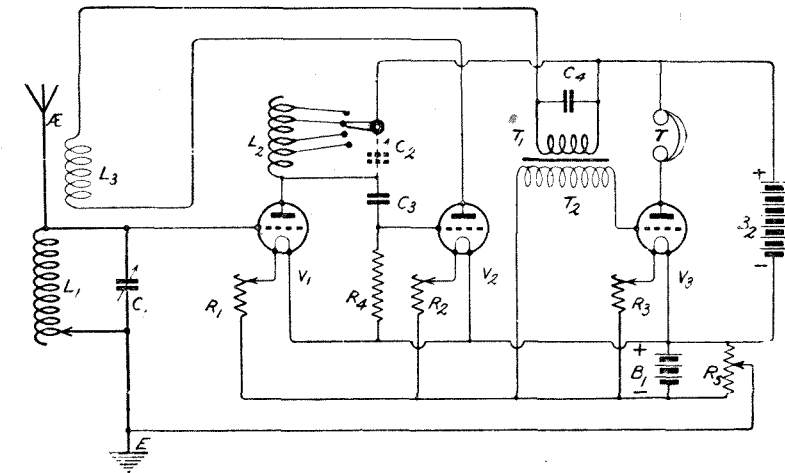 Æ
L3
L2
C2
C3
C4
T1
T2
T
V1
V2
V3
L1
C1
R1
R4
R2
R3
B2
+
-
+
B1
-
R5
E